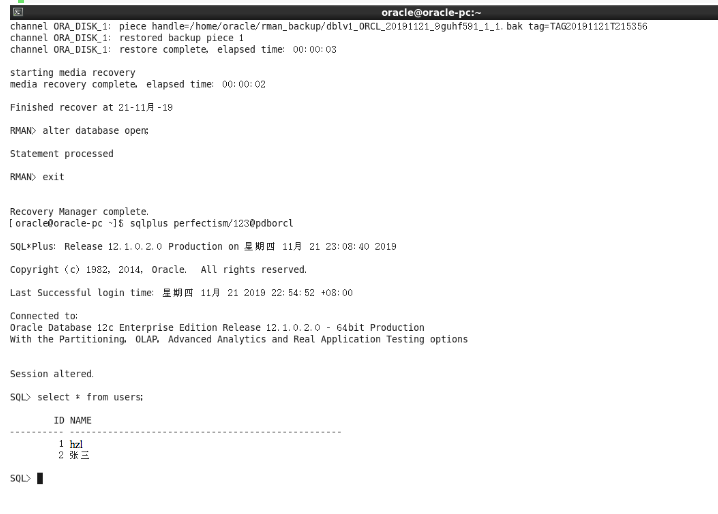 oracle@oracle-pc:~
channel ORA_DISK_1: piece handle=/home/oracle/rman_backup/dblv1_ORCL_20191121_9guhf591_1_1.bak tag=TAG20191121T215356
channel ORA_DISK_1: restored backup piece 1
channel ORA_DISK_1: restore complete, elapsed time: 00:00:03
starting media recovery
media recovery complete, elapsed time: 00:00:02
Finished recover at 21-11月-19
RMAN> alter database open;
Statement processed
RMAN> exit
Recovery Manager complete.
[oracle@oracle-pc ~]$ sqlplus perfectism/123@pdborcl
SQL*Plus: Release 12.1.0.2.0 Production on 星期四 11月 21 23:08:40 2019
Copyright (c) 1982, 2014, Oracle.  All rights reserved.
Last Successful login time: 星期四 11月 21 2019 22:54:52 +08:00
Connected to:
Oracle Database 12c Enterprise Edition Release 12.1.0.2.0 - 64bit Production
With the Partitioning, OLAP, Advanced Analytics and Real Application Testing options
Session altered.
SQL> select * from users;
ID NAME
---------- --------------------------------------------------
1 hzl
2 张三
SQL>